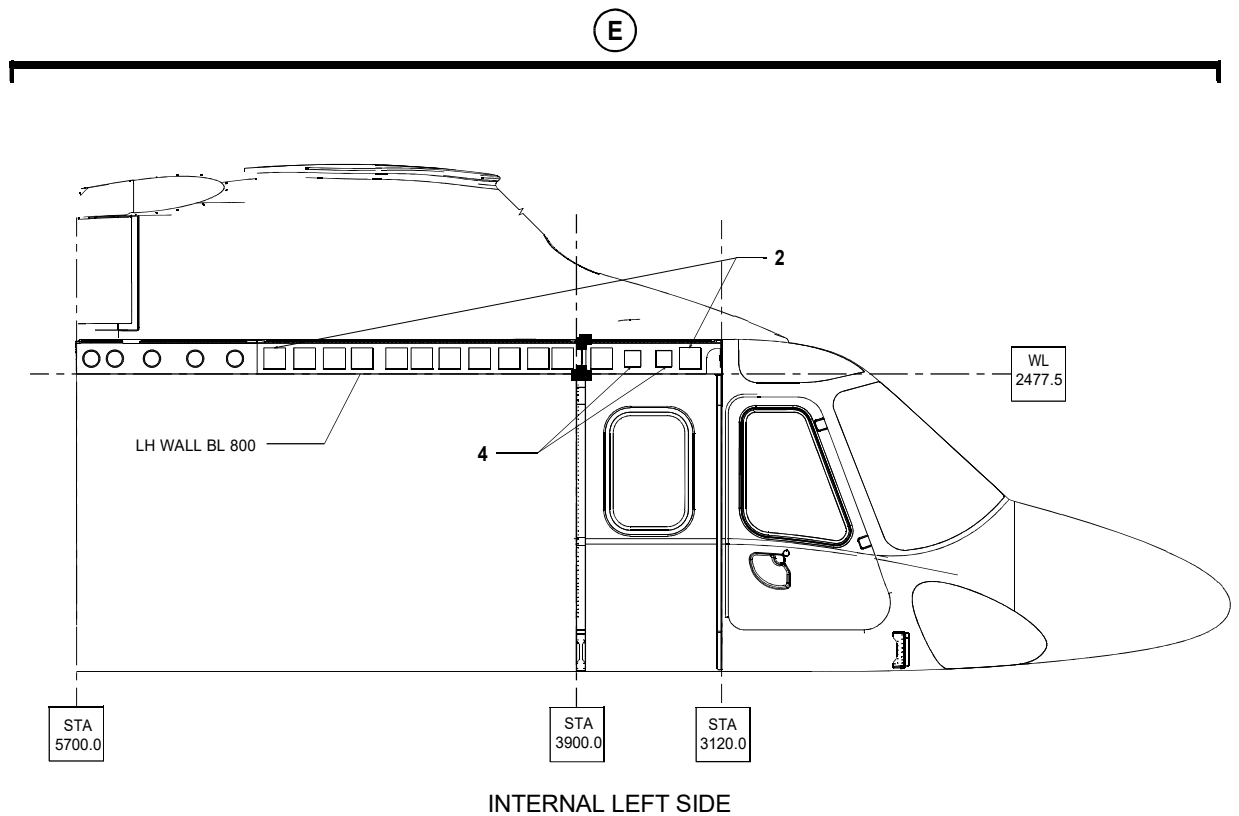 E
2
WL
2477.5
LH WALL BL 800
4
STA
5700.0
STA
3900.0
STA
3120.0
INTERNAL LEFT SIDE